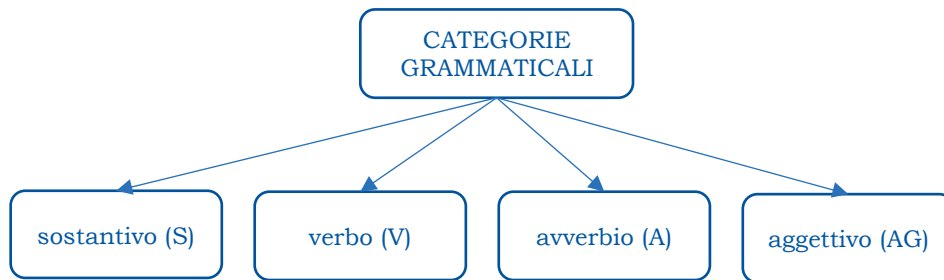 CATEGORIE
GRAMMATICALI
sostantivo (S)
verbo (V)
avverbio (A)
aggettivo (AG)